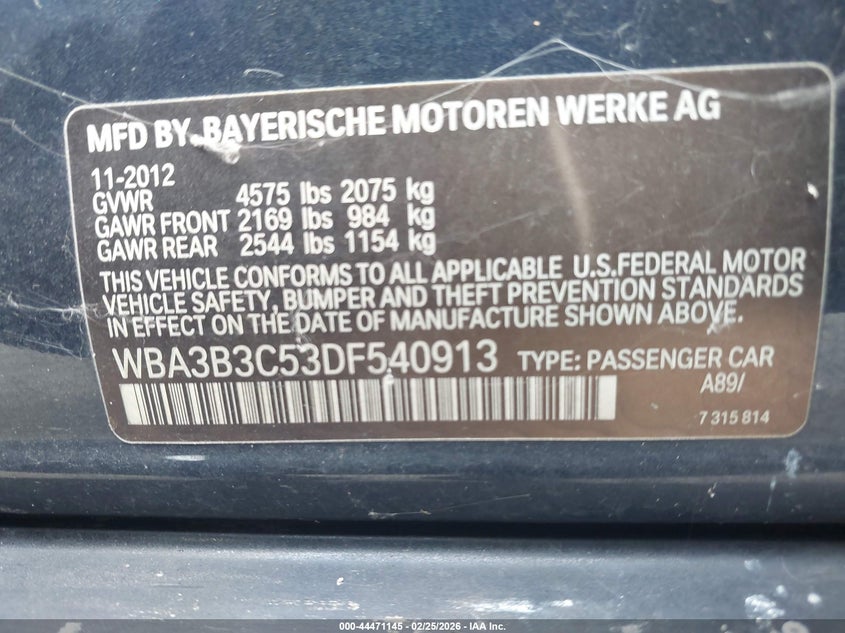 MFD BY. BAYERISCHE MOTOREN WERKE AG
11-2012
GVWR 4575 lbs 2075 kg
GAWR FRONT 2169 lbs 984 kg
GAWR REAR 2544 lbs 1154 kg
THIS VEHICLE CONFORMS TO ALL APPLICABLE U.S.FEDERAL MOTOR
VEHICLE SAFETY, BUMPER AND THEFT PREVENTION STANDARDS
IN EFFECT ON THE DATE OF MANUFACTURE SHOWN ABOVE.
WBA3B3C53DF540913 TYPE: PASSENGER CAR
A89/
7 315 814
000-44471145 - 02/25/2026 - IAA Inc.